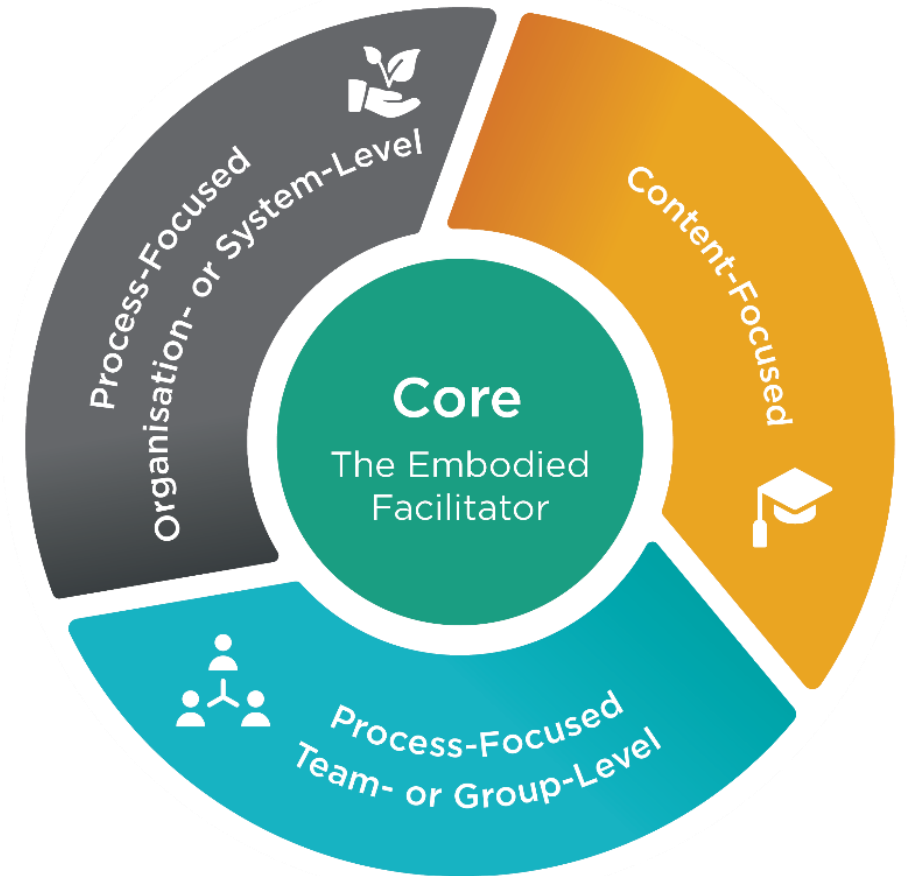 Core
The Embodied
Facilitator
Content-Focused
Process-Focused
Team- or Group-Level
Process-Focused
Organisation- or System-Level